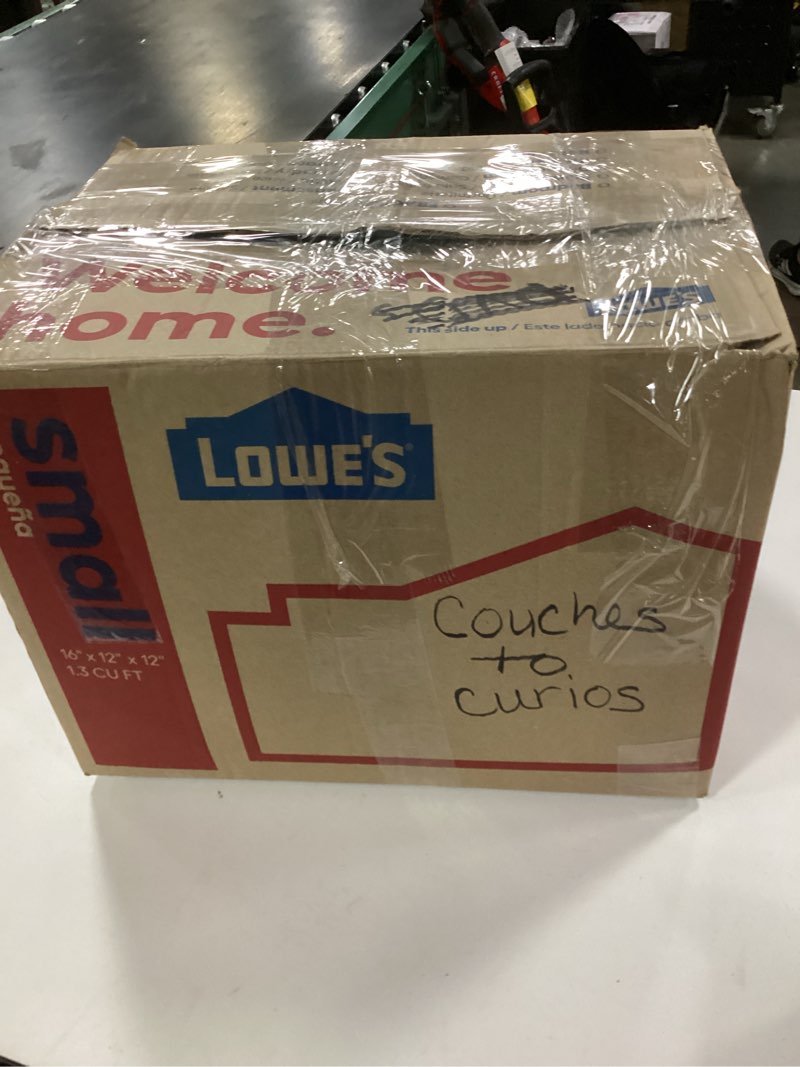 Welcome
home.
This side up / Este lado
LOWE'S
LOWE'S
small
16" x 12" x 12"
1.3 CU FT
Couches
to
curios